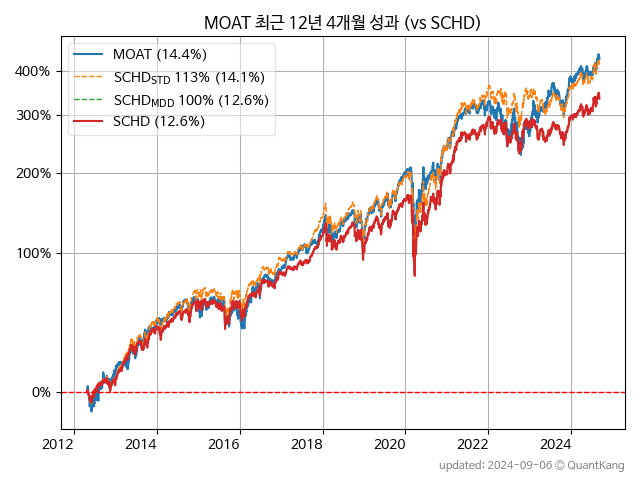 MOAT 최근 12년 4개월 성과 (vs SCHD)
MOAT (14.4%)
SCHD_STD 113% (14.1%)
SCHD_MDD 100% (12.6%)
SCHD (12.6%)
400%
300%
200%
100%
0%
2012 2014 2016 2018 2020 2022 2024
updated: 2024-09-06 © QuantKang